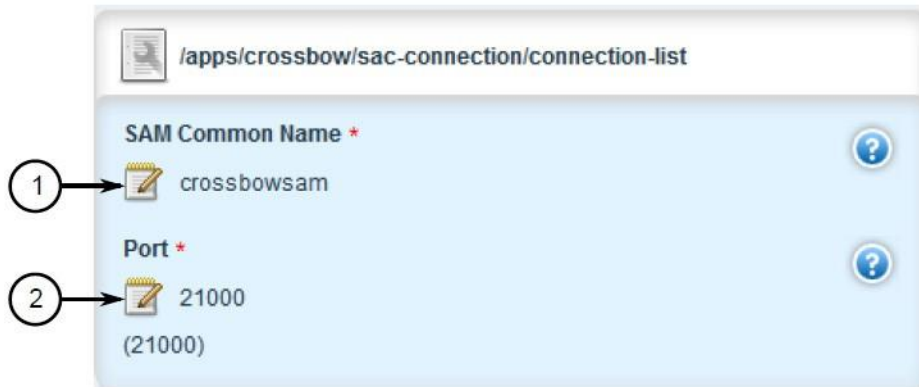 /apps/crossbow/sac-connection/connection-list
SAM Common Name *
1
crossbowsam
Port *
2
21000
(21000)